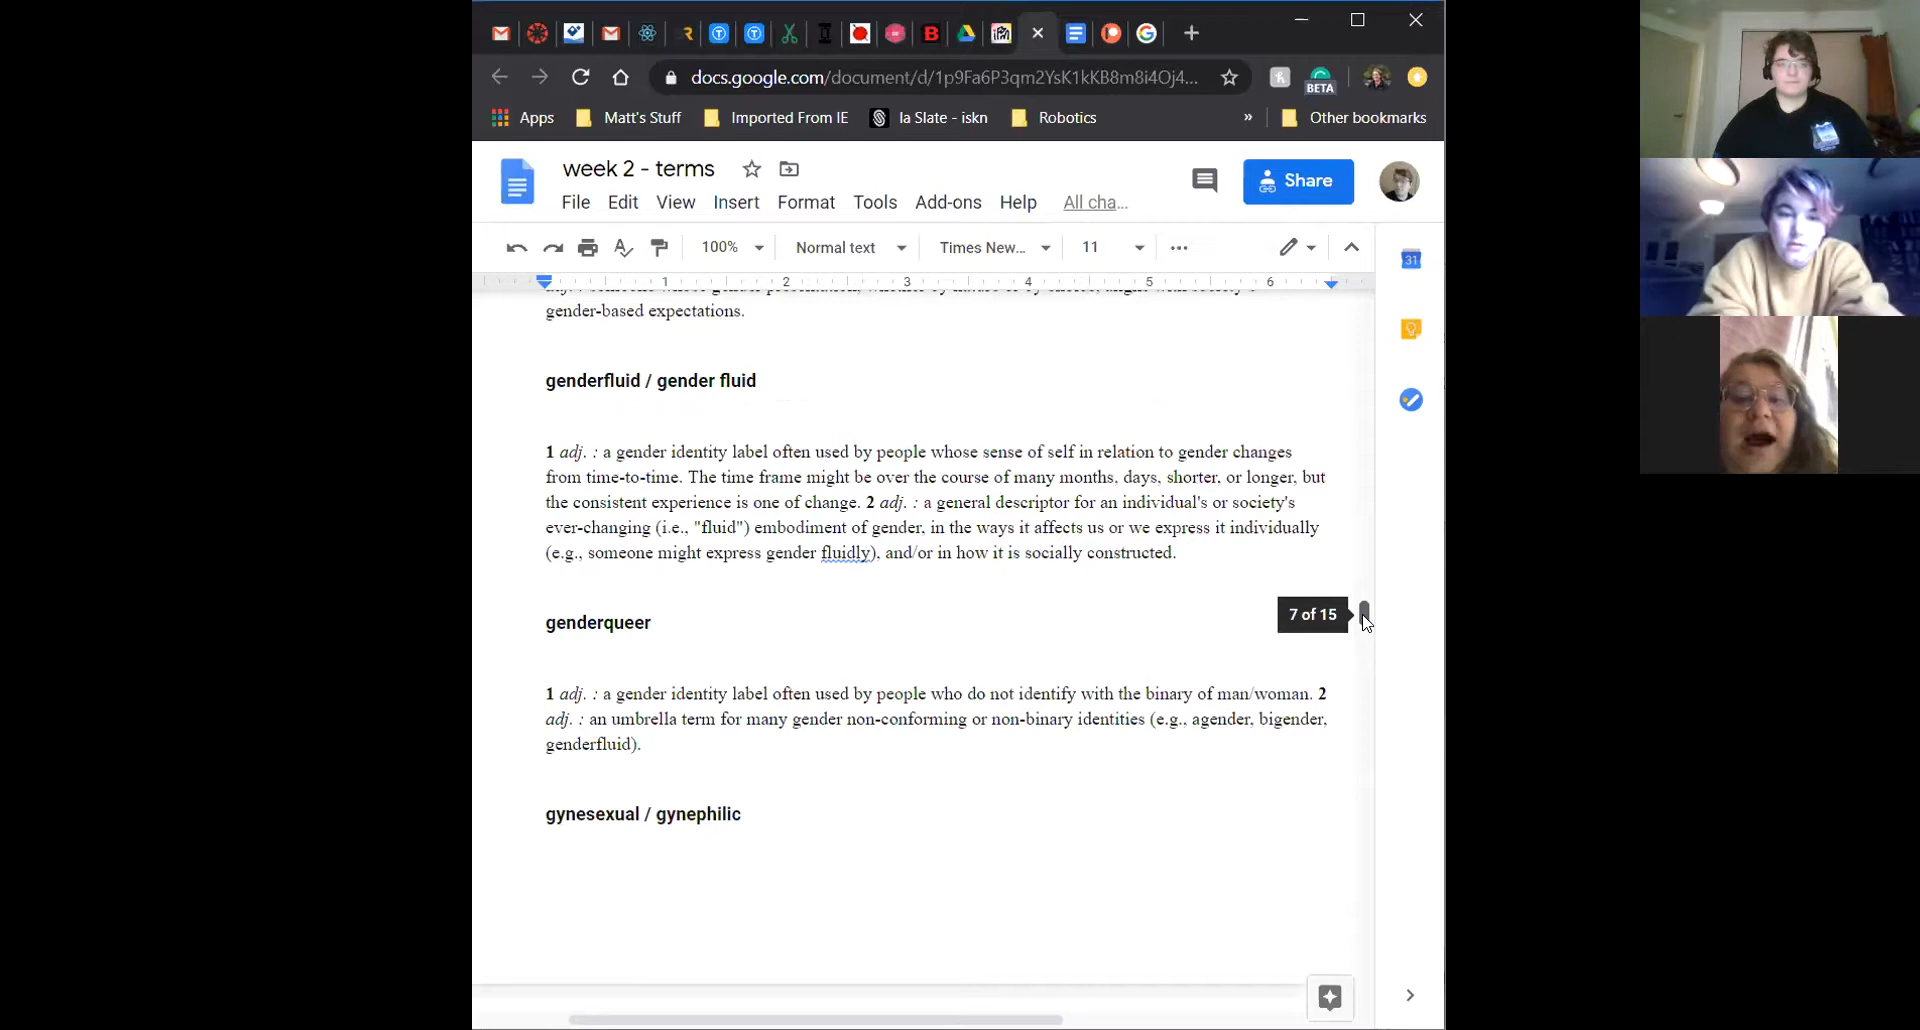 docs.google.com/document/d/1p9Fa6P3qm2YsK1kKB8m8i4Oj4...
BETA
Apps Matt's Stuff Imported From IE la Slate - iskn Robotics » Other bookmarks
week 2 - terms
Share
File Edit View Insert Format Tools Add-ons Help All cha...
100% Normal text Times New... 11
1 2 3 4 5 6
31
gender-based expectations.
genderfluid / gender fluid
1 adj. : a gender identity label often used by people whose sense of self in relation to gender changes
from time-to-time. The time frame might be over the course of many months, days, shorter, or longer, but
the consistent experience is one of change. 2 adj. : a general descriptor for an individual's or society's
ever-changing (i.e., "fluid") embodiment of gender, in the ways it affects us or we express it individually
(e.g., someone might express gender fluidly), and/or in how it is socially constructed.
genderqueer
7 of 15
1 adj. : a gender identity label often used by people who do not identify with the binary of man/woman. 2
adj. : an umbrella term for many gender non-conforming or non-binary identities (e.g., agender, bigender,
genderfluid).
gynesexual / gynephilic